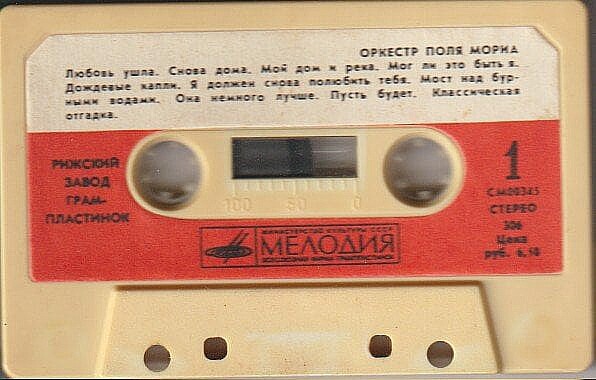 ОРКЕСТР ПОЛЯ МОРИА
Любовь ушла. Снова дома. Мой дом и река. Мог ли это быть я.
Дождевые капли. Я должен снова полюбить тебя. Мост над бур-
ными водами. Она немного лучше. Пусть будет. Классическая
отгадка.
РИЖСКИЙ
ЗАВОД
ГРАМ-
ПЛАСТИНОК
100 50 0
1
СМ00345
СТЕРЕО
306
Цена
руб. 6,10
МИНИСТЕРСТВО КУЛЬТУРЫ СССР
МЕЛОДИЯ
ВСЕСОЮЗНАЯ ФИРМА ГРАМПЛАСТИНОК